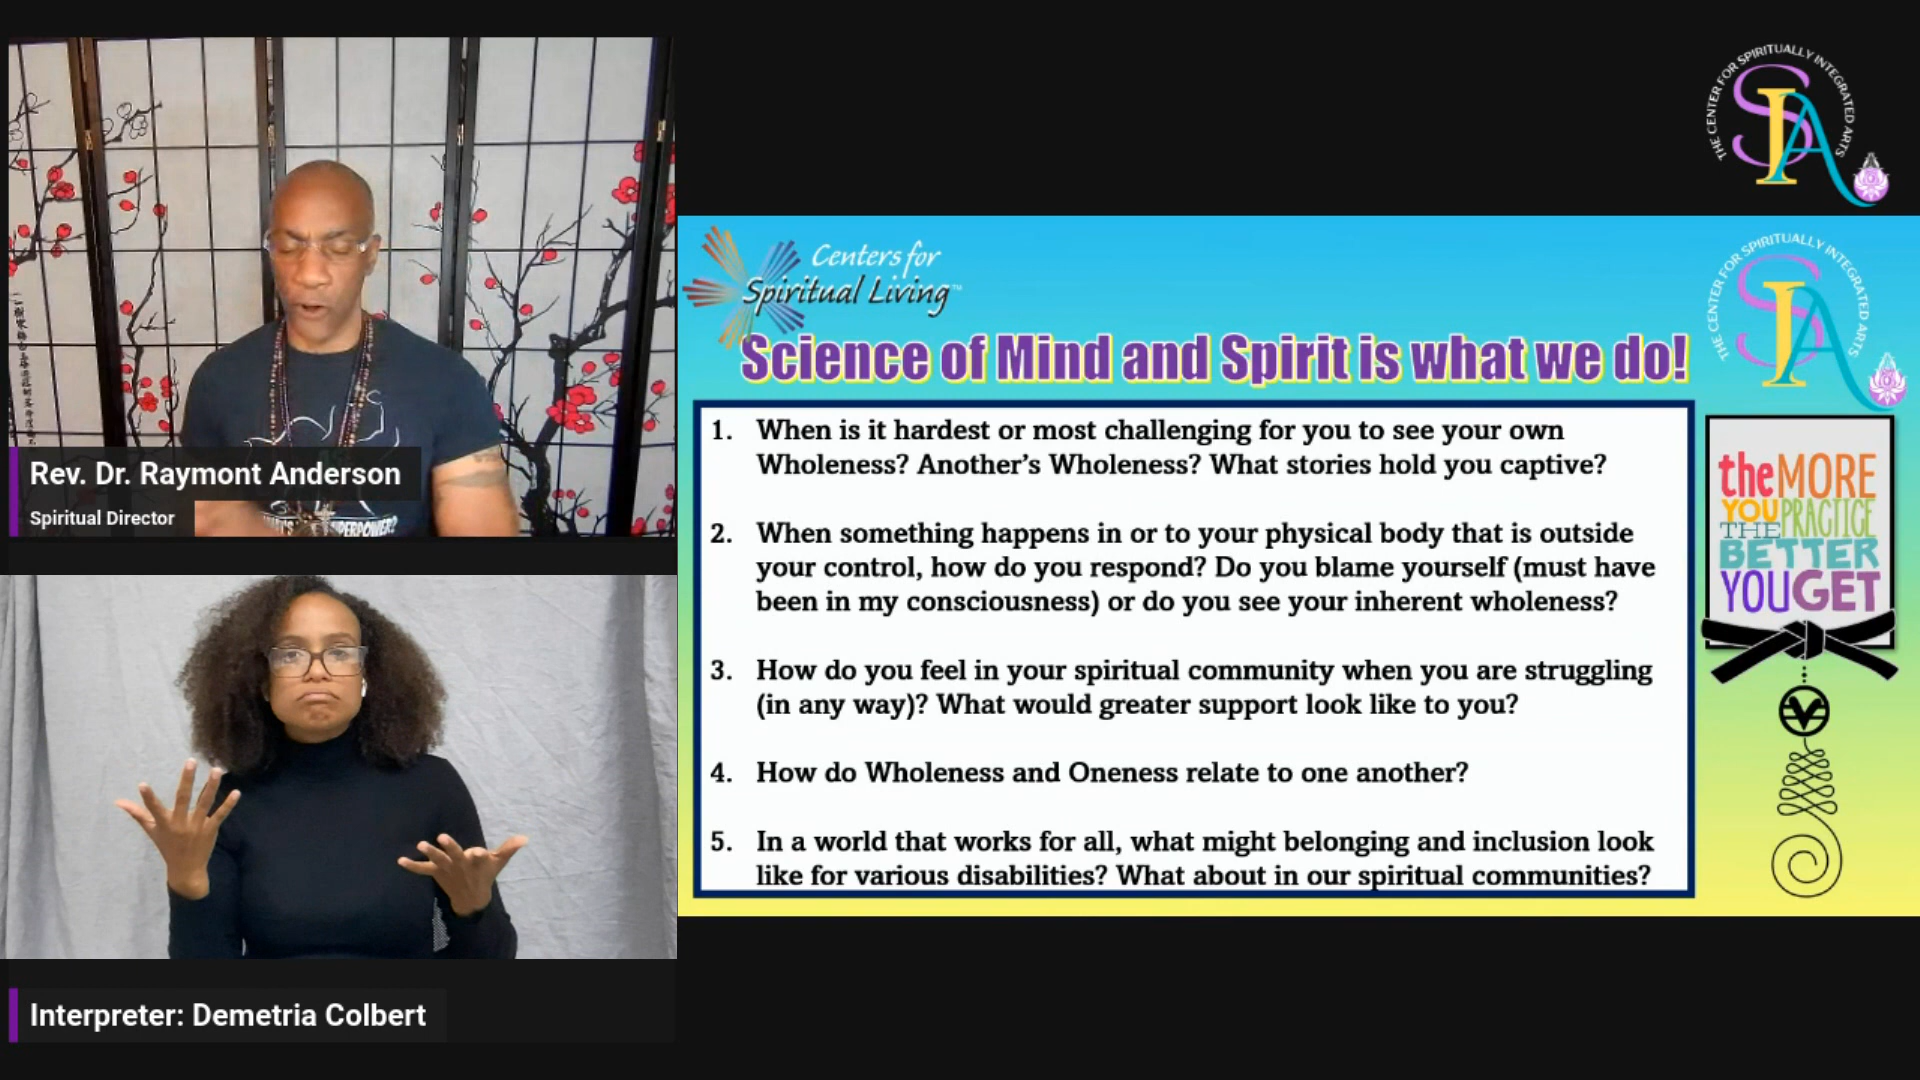 Rev. Dr. Raymont Anderson
Spiritual Director
Interpreter: Demetria Colbert
THE CENTER FOR SPIRITUALLY INTEGRATED ARTS
SIA
Centers for
Spiritual Living™
Science of Mind and Spirit is what we do!
1. When is it hardest or most challenging for you to see your own
Wholeness? Another’s Wholeness? What stories hold you captive?
2. When something happens in or to your physical body that is outside
your control, how do you respond? Do you blame yourself (must have
been in my consciousness) or do you see your inherent wholeness?
3. How do you feel in your spiritual community when you are struggling
(in any way)? What would greater support look like to you?
4. How do Wholeness and Oneness relate to one another?
5. In a world that works for all, what might belonging and inclusion look
like for various disabilities? What about in our spiritual communities?
THE CENTER FOR SPIRITUALLY INTEGRATED ARTS
SIA
the MORE
YOU PRACTICE
THE
BETTER
YOU GET